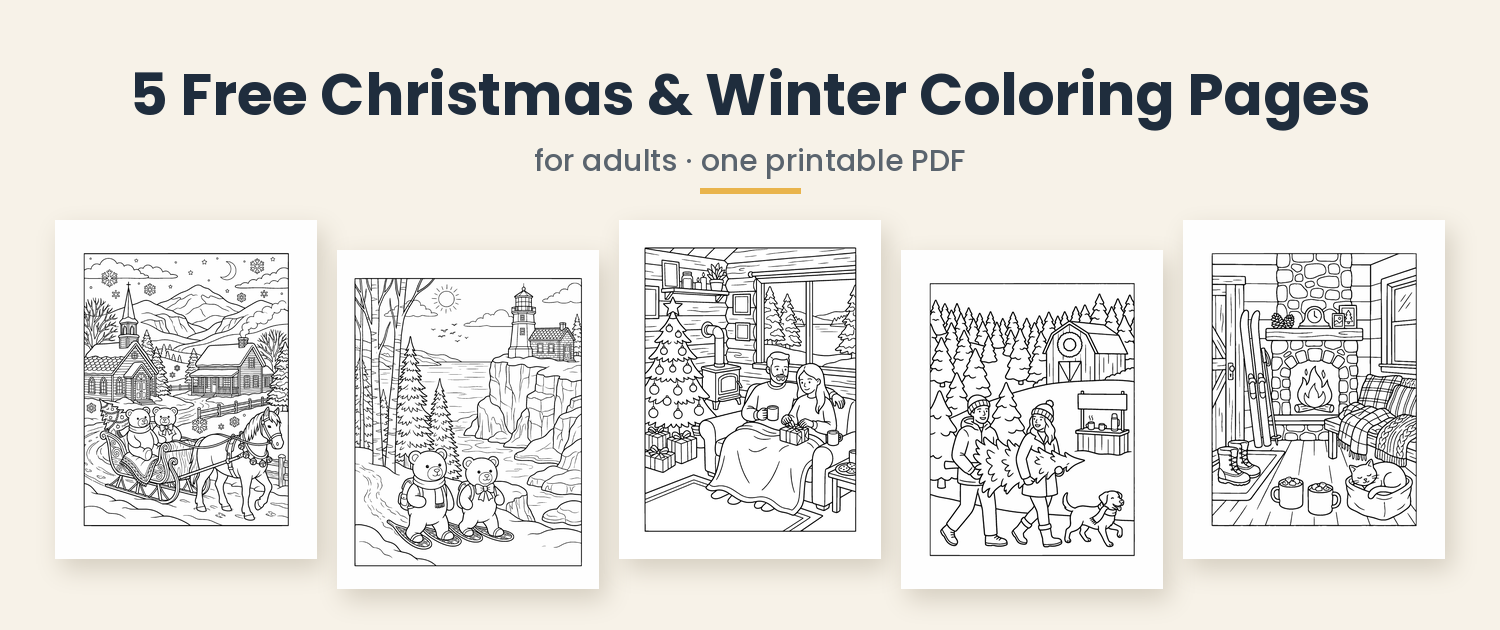 5 Free Christmas & Winter Coloring Pages
for adults · one printable PDF